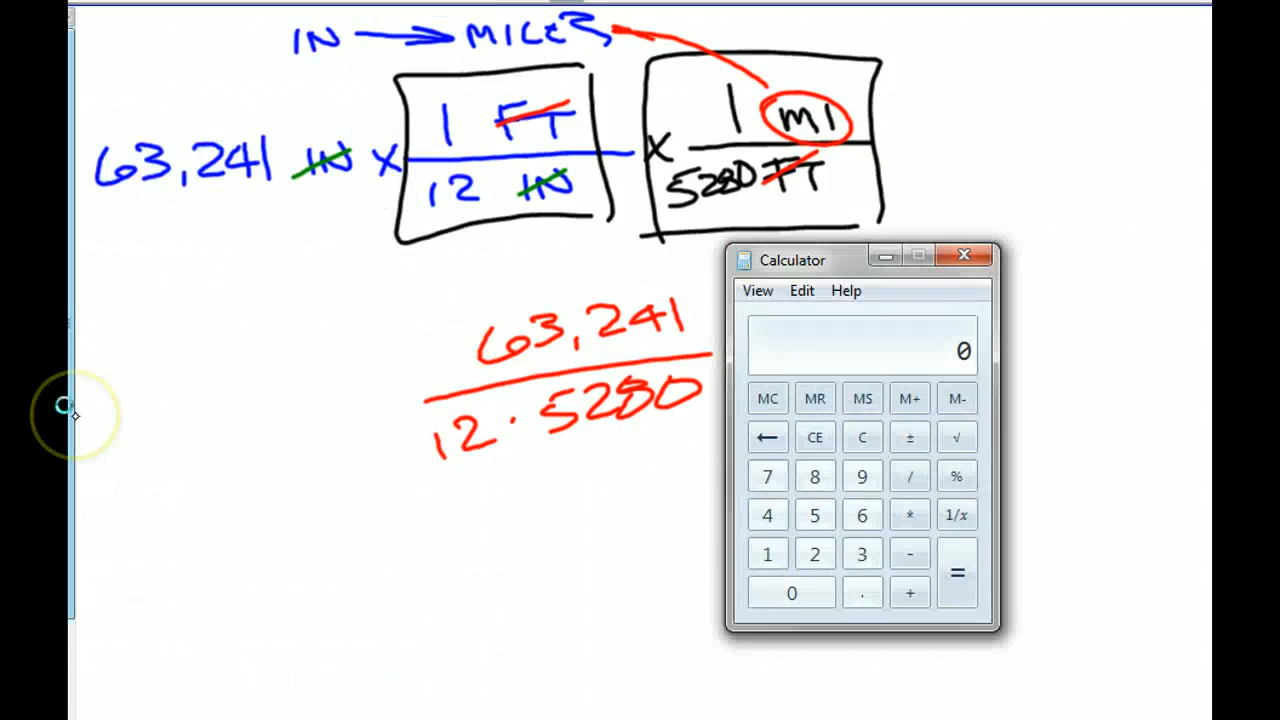 IN → MILES
63,241 IN X 1 FT / 12 IN X 1 MI / 5280 FT
63,241
12 · 5280
Calculator
View Edit Help
0
MC MR MS M+ M-
← CE C ± √
7 8 9 / %
4 5 6 * 1/x
1 2 3 - =
0 . +